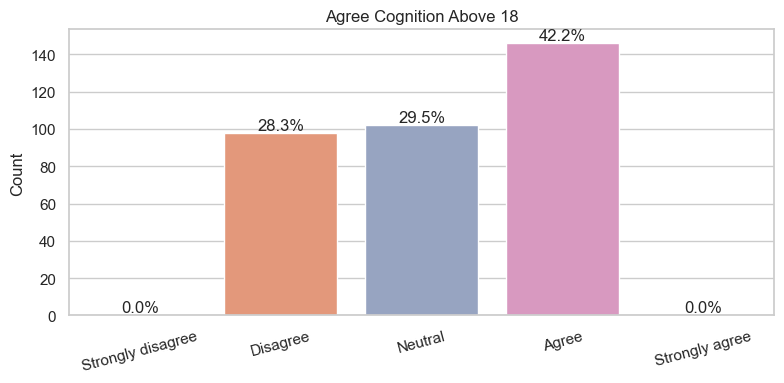 Agree Cognition Above 18
42.2%
29.5%
28.3%
0.0%
0.0%
140
120
100
80
60
40
20
0
Count
Strongly disagree
Disagree
Neutral
Agree
Strongly agree